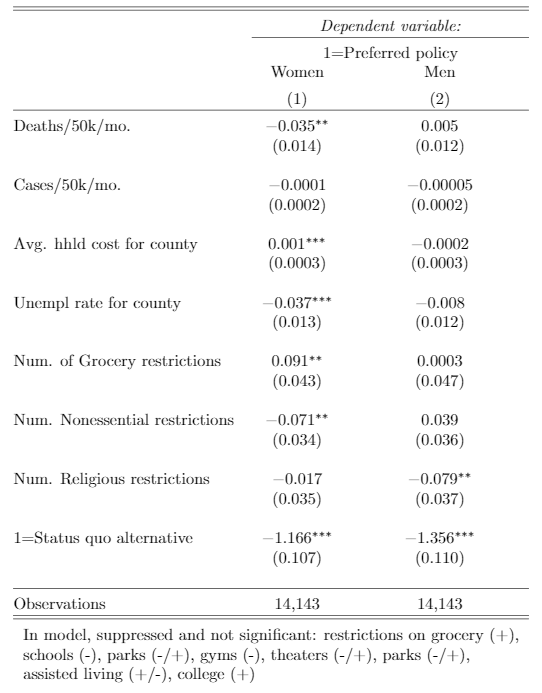 Dependent variable:
1=Preferred policy
Women Men
(1) (2)
Deaths/50k/mo. −0.035** 0.005
(0.014) (0.012)
Cases/50k/mo. −0.0001 −0.00005
(0.0002) (0.0002)
Avg. hhld cost for county 0.001*** −0.0002
(0.0003) (0.0003)
Unempl rate for county −0.037*** −0.008
(0.013) (0.012)
Num. of Grocery restrictions 0.091** 0.0003
(0.043) (0.047)
Num. Nonessential restrictions −0.071** 0.039
(0.034) (0.036)
Num. Religious restrictions −0.017 −0.079**
(0.035) (0.037)
1=Status quo alternative −1.166*** −1.356***
(0.107) (0.110)
Observations 14,143 14,143
In model, suppressed and not significant: restrictions on grocery (+),
schools (-), parks (-/+), gyms (-), theaters (-/+), parks (-/+),
assisted living (+/-), college (+)